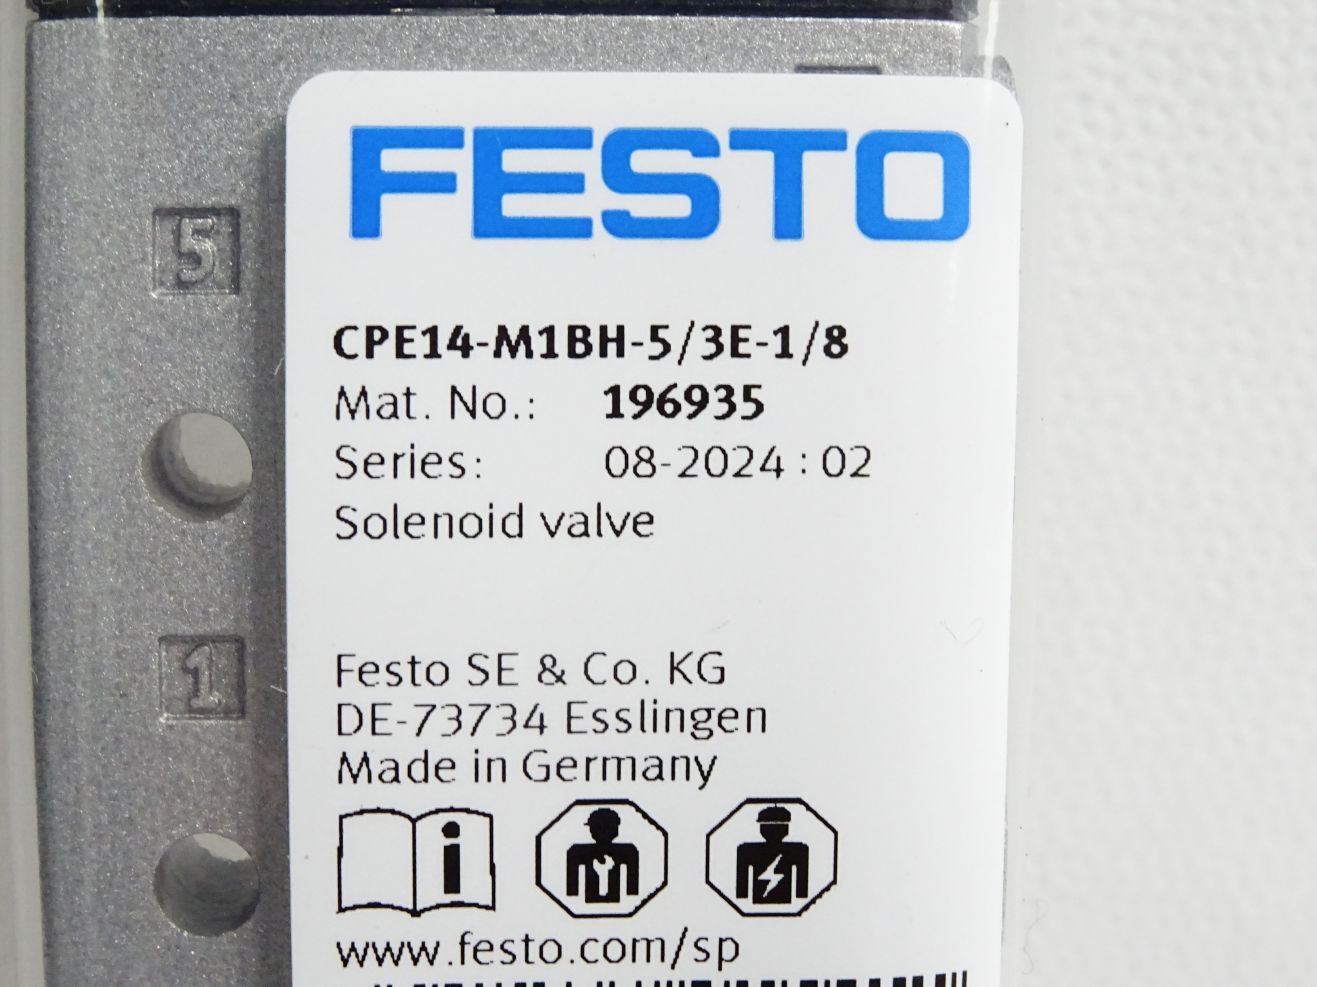 FESTO
5
CPE14-M1BH-5/3E-1/8
Mat. No.: 196935
Series: 08-2024 : 02
Solenoid valve
1
Festo SE & Co. KG
DE-73734 Esslingen
Made in Germany
www.festo.com/sp